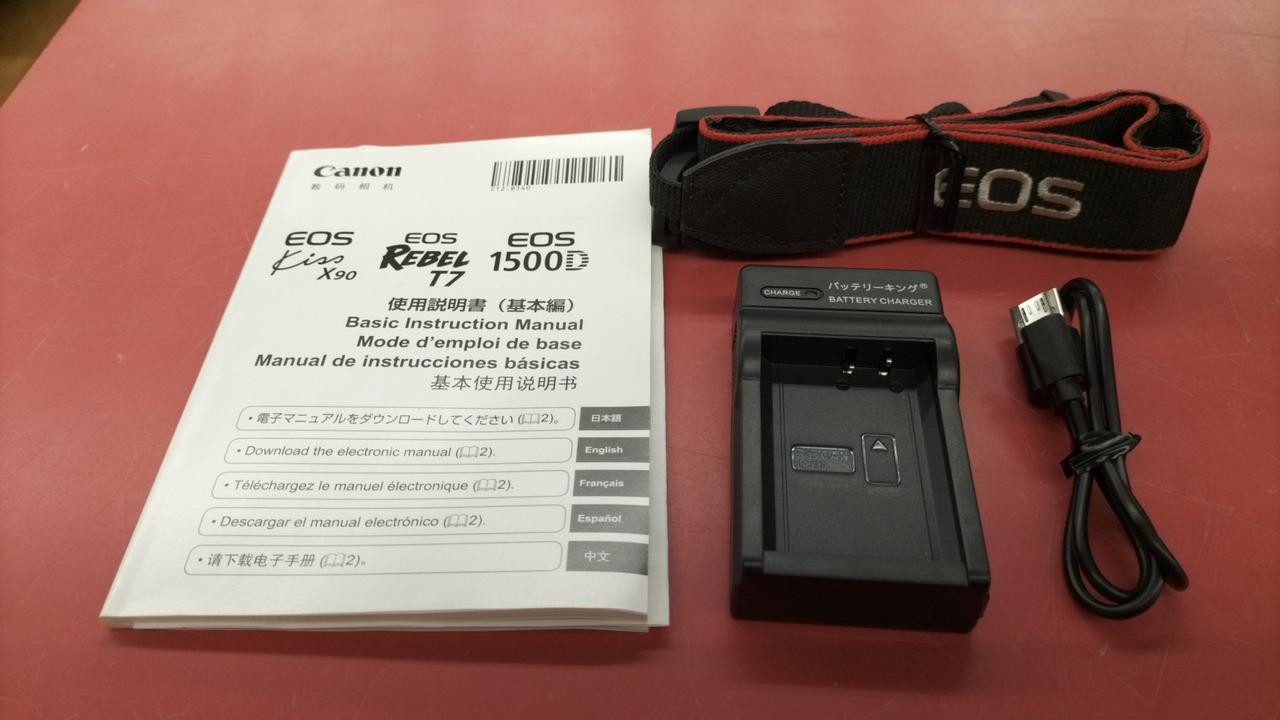 Canon
数码相机
CT2-D140
EOS
Kiss
X90
EOS
REBEL
T7
EOS
1500D
使用説明書（基本編）
Basic Instruction Manual
Mode d'emploi de base
Manual de instrucciones básicas
基本使用说明书
・電子マニュアルをダウンロードしてください (2)。
日本語
• Download the electronic manual (2).
English
• Téléchargez le manuel électronique (2).
Français
• Descargar el manual electrónico (2).
Español
• 请下载电子手册 (2)。
中文
EOS
CHARGE
バッテリーキング®
BATTERY CHARGER